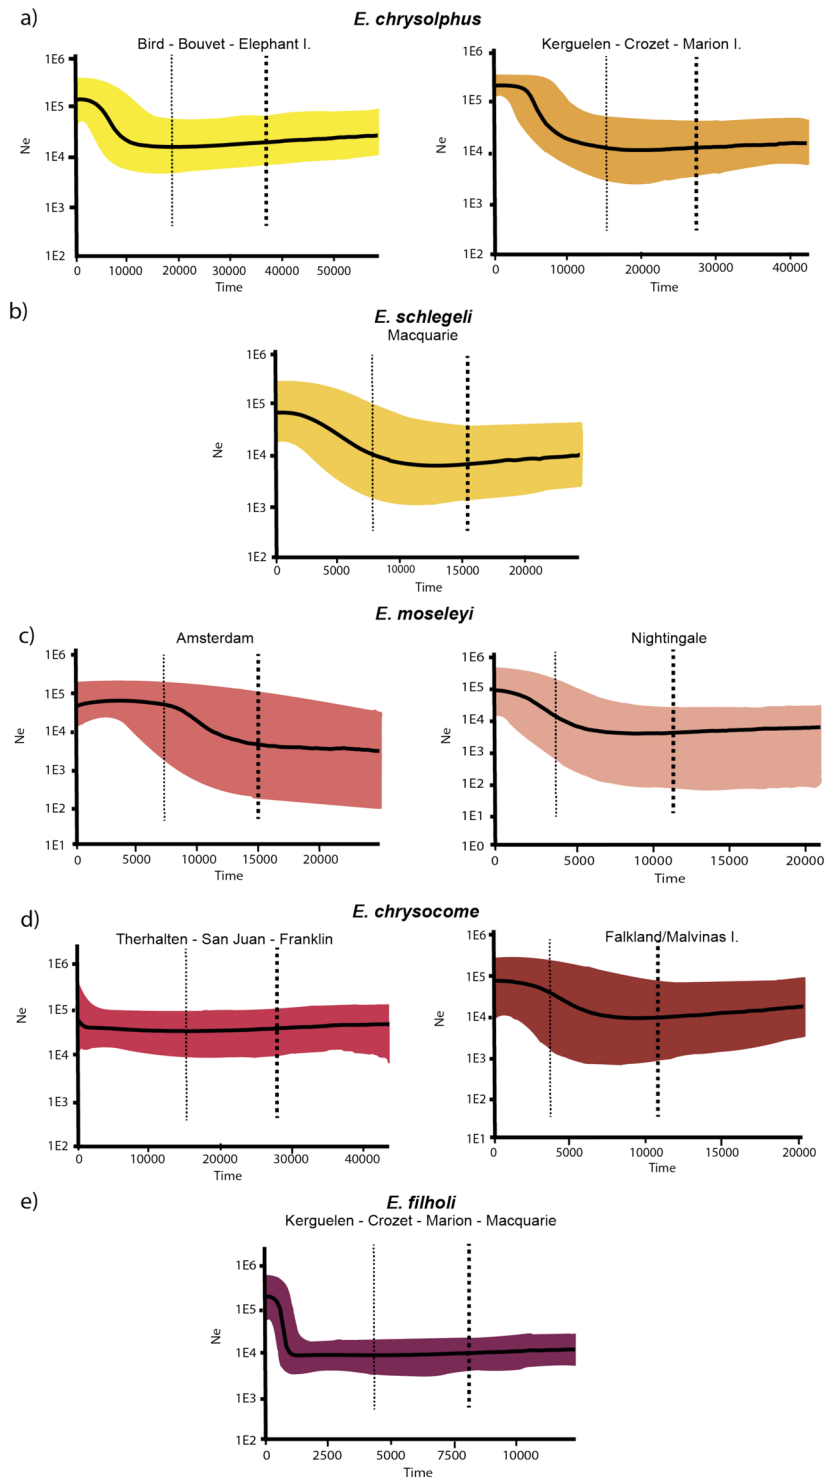 a)
E. chrysolphus
Bird - Bouvet - Elephant I.
1E6
1E5
1E4
1E3
1E2
Ne
0 10000 20000 30000 40000 50000
Time
Kerguelen - Crozet - Marion I.
1E6
1E5
1E4
1E3
1E2
Ne
0 10000 20000 30000 40000
Time
b)
E. schlegeli
Macquarie
1E6
1E5
1E4
1E3
1E2
Ne
0 5000 10000 15000 20000
Time
E. moseleyi
c)
Amsterdam
1E6
1E5
1E4
1E3
1E2
1E1
Ne
0 5000 10000 15000 20000
Time
Nightingale
1E6
1E5
1E4
1E3
1E2
1E1
1E0
Ne
0 5000 10000 15000 20000
Time
d)
E. chrysocome
Therhalten - San Juan - Franklin
1E6
1E5
1E4
1E3
1E2
Ne
0 10000 20000 30000 40000
Time
Falkland/Malvinas I.
1E6
1E5
1E4
1E3
1E2
1E1
Ne
0 5000 10000 15000 20000
Time
e)
E. filholi
Kerguelen - Crozet - Marion - Macquarie
1E6
1E5
1E4
1E3
1E2
Ne
0 2500 5000 7500 10000
Time